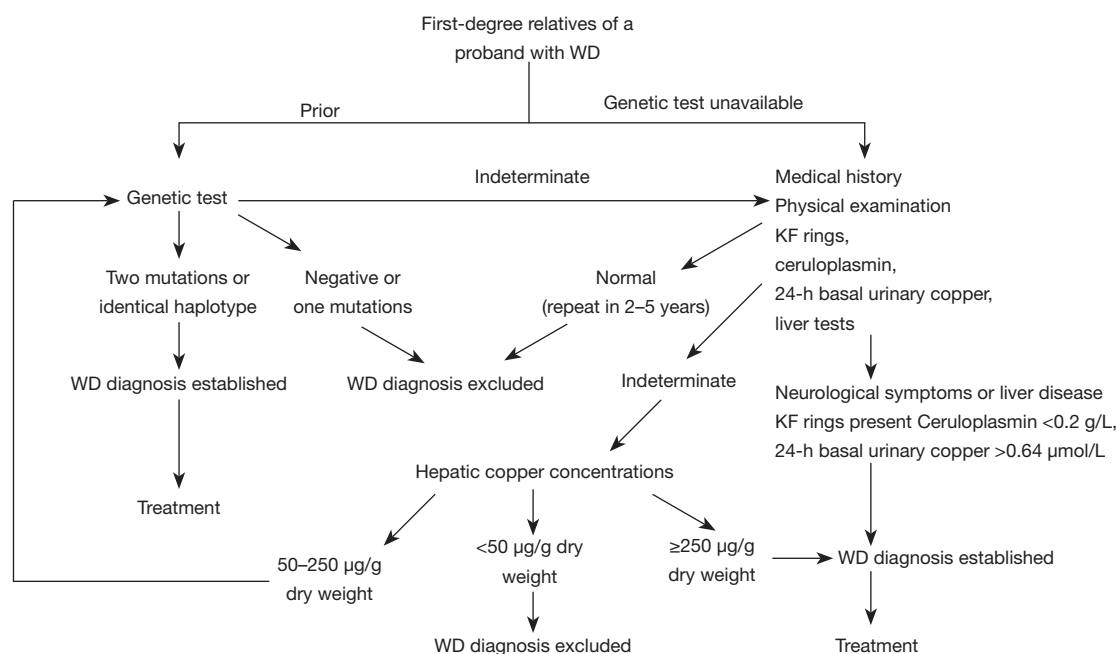 First-degree relatives of a
proband with WD
Prior
Genetic test unavailable
Genetic test
Indeterminate
Medical history
Physical examination
KF rings,
ceruloplasmin,
24-h basal urinary copper,
liver tests
Two mutations or
identical haplotype
Negative or
one mutations
Normal
(repeat in 2–5 years)
WD diagnosis established
WD diagnosis excluded
Indeterminate
Neurological symptoms or liver disease
KF rings present Ceruloplasmin <0.2 g/L,
24-h basal urinary copper >0.64 μmol/L
Hepatic copper concentrations
Treatment
50–250 μg/g
dry weight
<50 μg/g dry
weight
≥250 μg/g
dry weight
WD diagnosis established
WD diagnosis excluded
Treatment